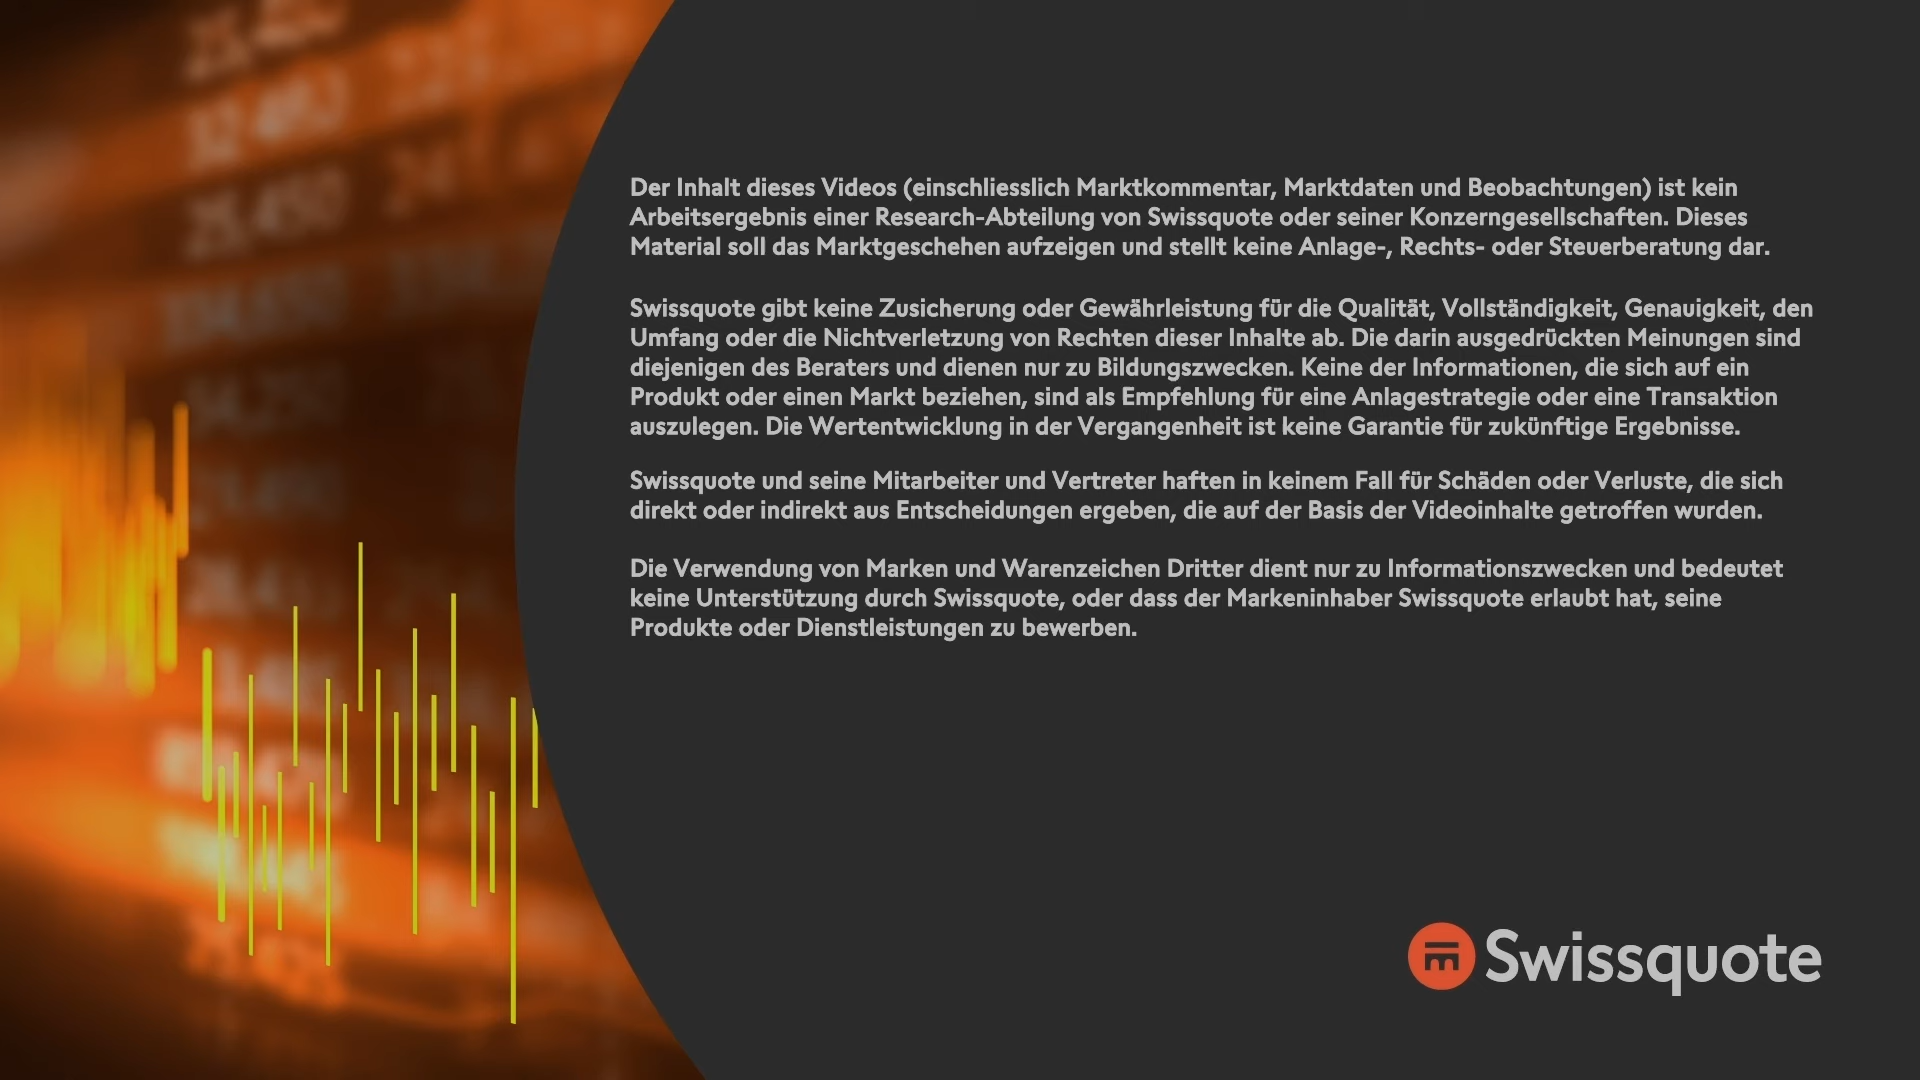 Der Inhalt dieses Videos (einschliesslich Marktkommentar, Marktdaten und Beobachtungen) ist kein
Arbeitsergebnis einer Research-Abteilung von Swissquote oder seiner Konzerngesellschaften. Dieses
Material soll das Marktgeschehen aufzeigen und stellt keine Anlage-, Rechts- oder Steuerberatung dar.
Swissquote gibt keine Zusicherung oder Gewährleistung für die Qualität, Vollständigkeit, Genauigkeit, den
Umfang oder die Nichtverletzung von Rechten dieser Inhalte ab. Die darin ausgedrückten Meinungen sind
diejenigen des Beraters und dienen nur zu Bildungszwecken. Keine der Informationen, die sich auf ein
Produkt oder einen Markt beziehen, sind als Empfehlung für eine Anlagestrategie oder eine Transaktion
auszulegen. Die Wertentwicklung in der Vergangenheit ist keine Garantie für zukünftige Ergebnisse.
Swissquote und seine Mitarbeiter und Vertreter haften in keinem Fall für Schäden oder Verluste, die sich
direkt oder indirekt aus Entscheidungen ergeben, die auf der Basis der Videoinhalte getroffen wurden.
Die Verwendung von Marken und Warenzeichen Dritter dient nur zu Informationszwecken und bedeutet
keine Unterstützung durch Swissquote, oder dass der Markeninhaber Swissquote erlaubt hat, seine
Produkte oder Dienstleistungen zu bewerben.
Swissquote